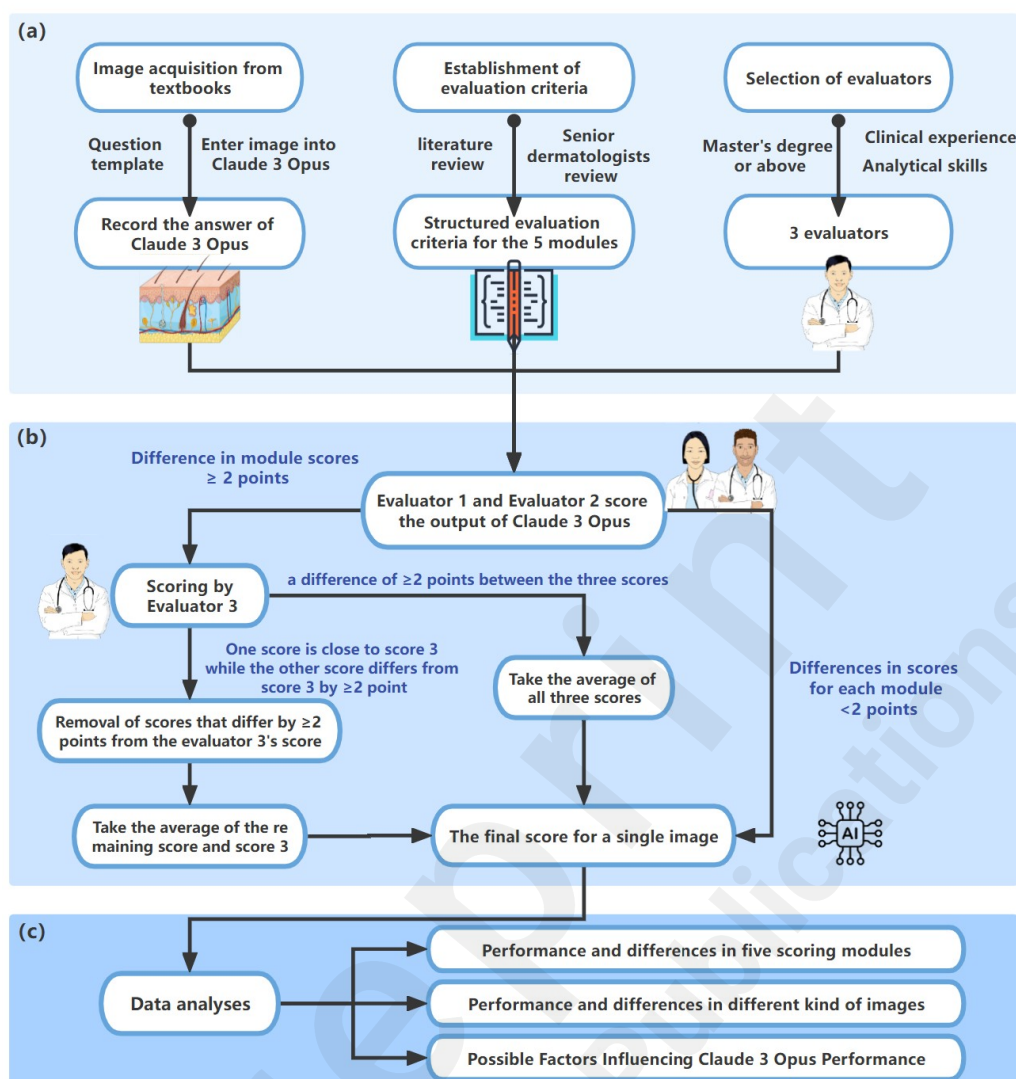 (a)
Image acquisition from
textbooks
Establishment of
evaluation criteria
Selection of evaluators
Question
template
Enter image into
Claude 3 Opus
literature
review
Senior
dermatologists
review
Master's degree
or above
Clinical experience
Analytical skills
Record the answer of
Claude 3 Opus
Structured evaluation
criteria for the 5 modules
3 evaluators
(b)
Difference in module scores
≥ 2 points
Evaluator 1 and Evaluator 2 score
the output of Claude 3 Opus
Scoring by
Evaluator 3
a difference of ≥2 points between the three scores
One score is close to score 3
while the other score differs from
score 3 by ≥2 point
Take the average of
all three scores
Differences in scores
for each module
<2 points
Removal of scores that differ by ≥2
points from the evaluator 3's score
Take the average of the re
maining score and score 3
The final score for a single image
AI
(c)
Data analyses
Performance and differences in five scoring modules
Performance and differences in different kind of images
Possible Factors Influencing Claude 3 Opus Performance
eprint
Publications